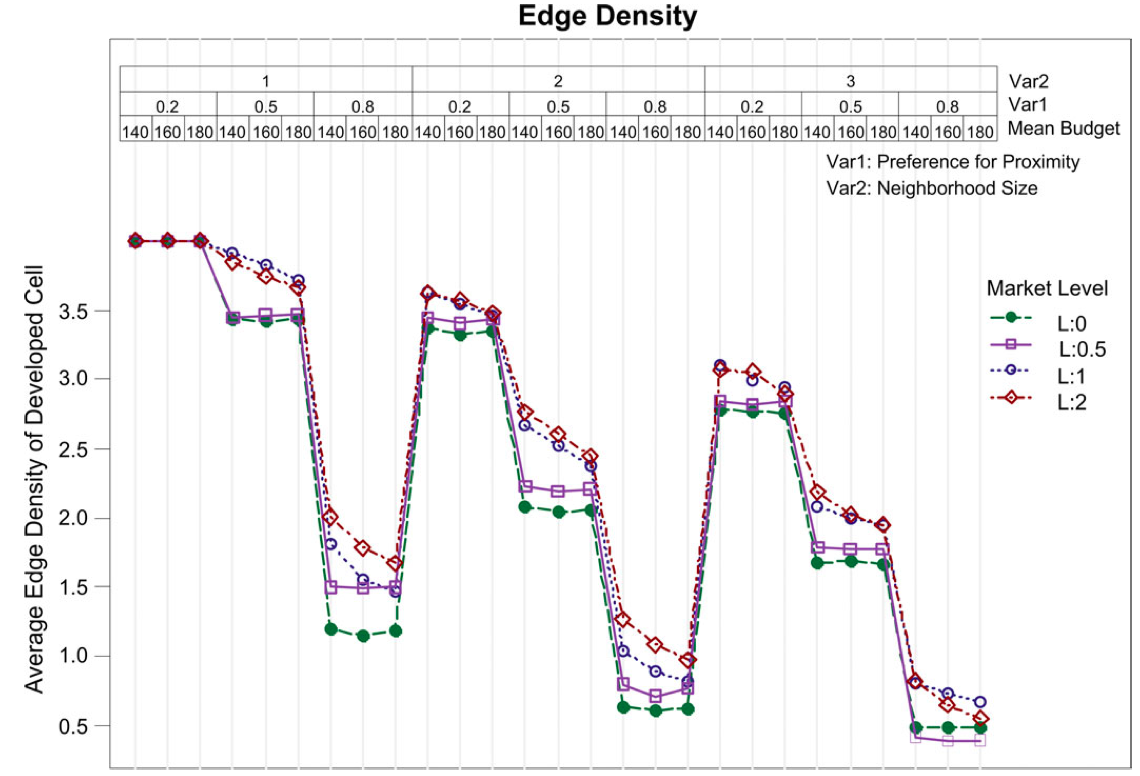 Edge Density
1 2 3 Var2
0.2 0.5 0.8 0.2 0.5 0.8 0.2 0.5 0.8 Var1
140 160 180 140 160 180 140 160 180 140 160 180 140 160 180 140 160 180 140 160 180 140 160 180 140 160 180 Mean Budget
Var1: Preference for Proximity
Var2: Neighborhood Size
Average Edge Density of Developed Cell
3.5
3.0
2.5
2.0
1.5
1.0
0.5
Market Level
L:0
L:0.5
L:1
L:2